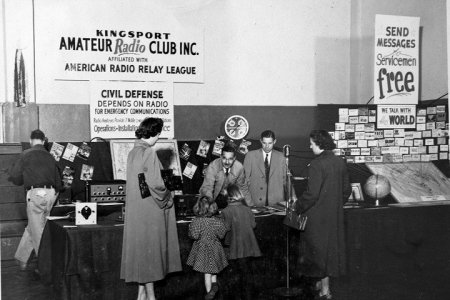 KINGSPORT
AMATEUR Radio CLUB INC.
AFFILIATED WITH
AMERICAN RADIO RELAY LEAGUE
CIVIL DEFENSE
DEPENDS ON RADIO
FOR EMERGENCY COMMUNICATIONS
SEND
MESSAGES
to
Servicemen
free
WE TALK WITH
the WORLD